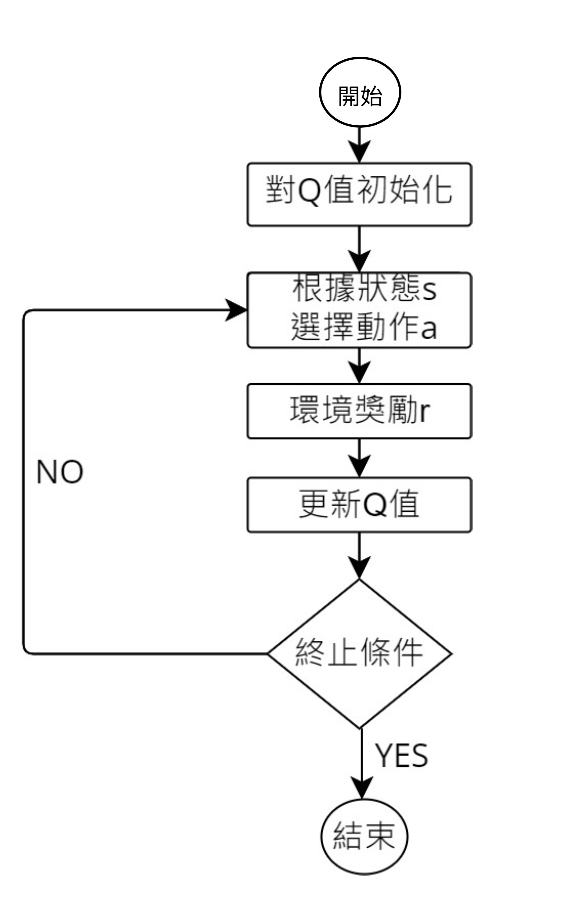 開始
對Q值初始化
根據狀態s
選擇動作a
環境獎勵r
NO
更新Q值
終止條件
YES
結束